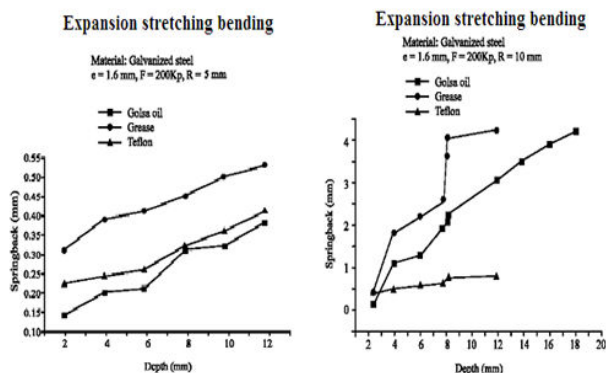 Expansion stretching bending
Material: Galvanized steel
e = 1.6 mm, F = 200Kp, R = 5 mm
Golsa oil
Grease
Teflon
0.55
0.45
0.40
0.35
0.30
0.25
0.20
0.15
0.10
Springback (mm)
2 4 6 8 10 12
Depth (mm)
Expansion stretching bending
Material: Galvanized steel
e = 1.6 mm, F = 200Kp, R = 10 mm
Golsa oil
Grease
Teflon
4
3
2
1
0
Springback (mm)
2 4 6 8 10 12 14 16 18 20
Depth (mm)